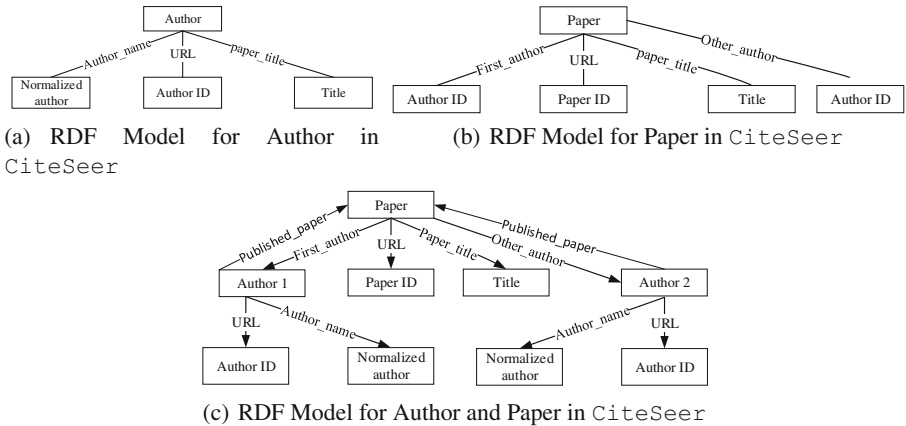 Author
Author_name
URL
paper_title
Normalized
author
Author ID
Title
(a) RDF Model for Author in
CiteSeer
Paper
First_author
URL
paper_title
Other_author
Author ID
Paper ID
Title
Author ID
(b) RDF Model for Paper in CiteSeer
Paper
Published_paper
First_author
URL
Paper_title
Other_author
Published_paper
Author 1
Paper ID
Title
Author 2
URL
Author_name
Author_name
URL
Author ID
Normalized
author
Normalized
author
Author ID
(c) RDF Model for Author and Paper in CiteSeer